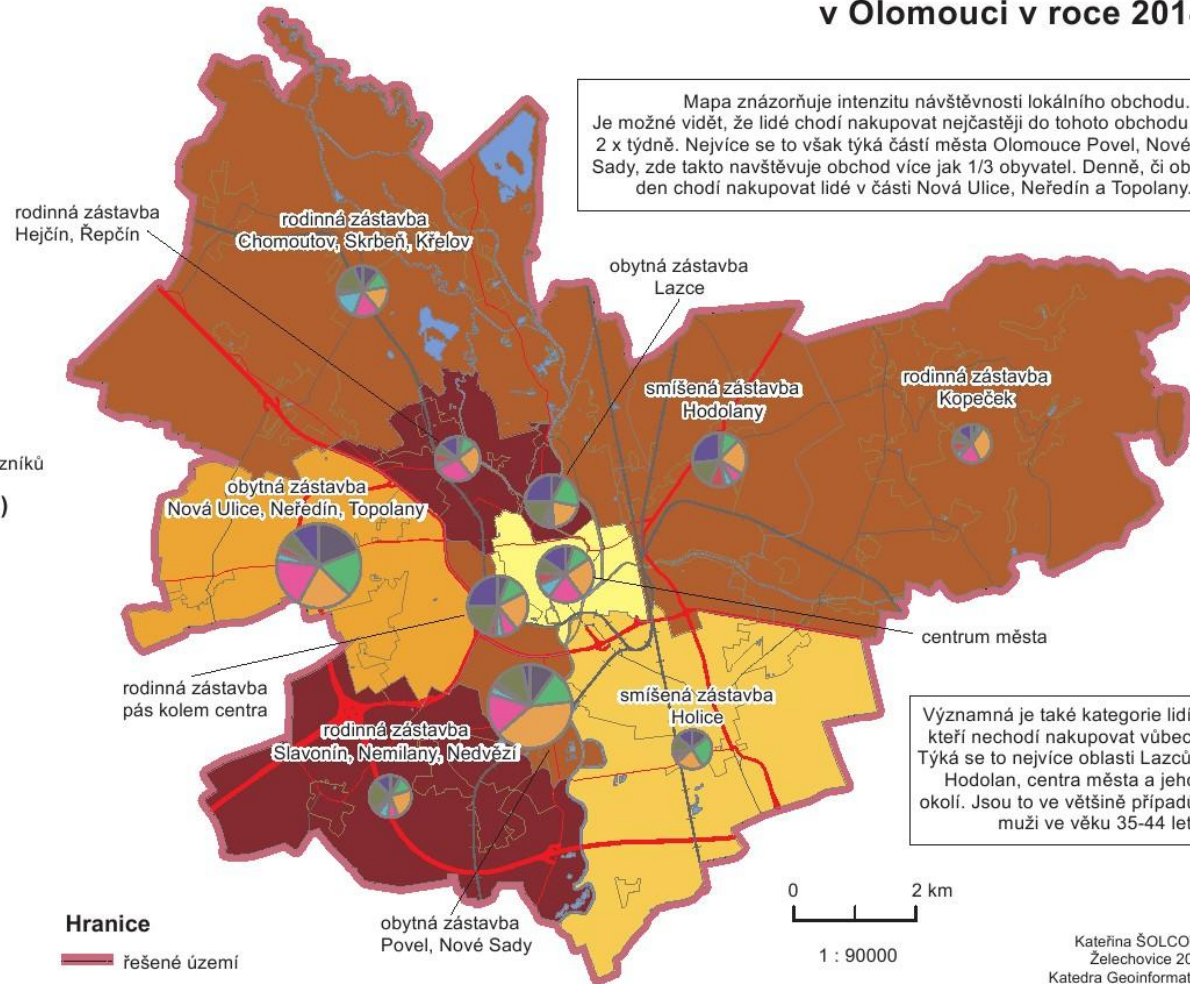 v Olomouci v roce 201
Mapa znázorňuje intenzitu návštěvnosti lokálního obchodu.
Je možné vidět, že lidé chodí nakupovat nejčastěji do tohoto obchodu
2 x týdně. Nejvíce se to však týká částí města Olomouce Povel, Nové
Sady, zde takto navštěvuje obchod více jak 1/3 obyvatel. Denně, či ob
den chodí nakupovat lidé v části Nová Ulice, Neředín a Topolany.
rodinná zástavba
Hejčín, Řepčín
rodinná zástavba
Chomoutov, Skrbeň, Křelov
obytná zástavba
Lazce
smíšená zástavba
Hodolany
rodinná zástavba
Kopeček
zníků
)
obytná zástavba
Nová Ulice, Neředín, Topolany
centrum města
rodinná zástavba
pás kolem centra
smíšená zástavba
Holice
rodinná zástavba
Slavonín, Nemilany, Nedvězí
Významná je také kategorie lidí
kteří nechodí nakupovat vůbec
Týká se to nejvíce oblasti Lazců
Hodolan, centra města a jeho
okolí. Jsou to ve většině případů
muži ve věku 35-44 let
obytná zástavba
Povel, Nové Sady
0 2 km
1 : 90000
Hranice
řešené území
Kateřina ŠOLCO
Želechovice 20
Katedra Geoinformat